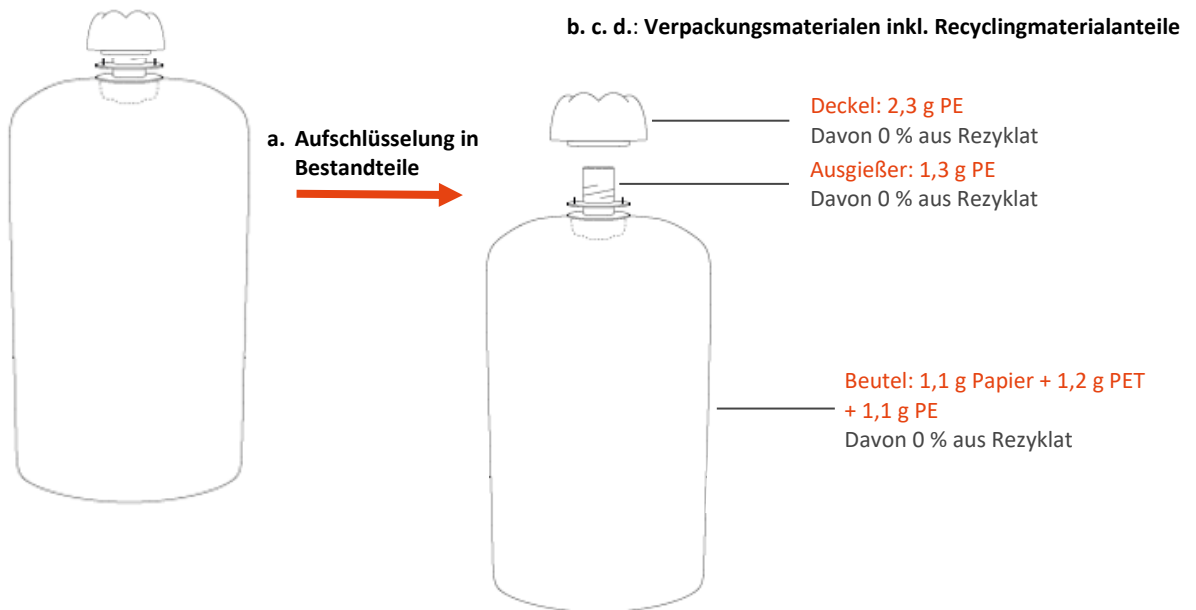 b. c. d.: Verpackungsmaterialen inkl. Recyclingmaterialanteile
a. Aufschlüsselung in
Bestandteile
Deckel: 2,3 g PE
Davon 0 % aus Rezyklat
Ausgießer: 1,3 g PE
Davon 0 % aus Rezyklat
Beutel: 1,1 g Papier + 1,2 g PET
+ 1,1 g PE
Davon 0 % aus Rezyklat